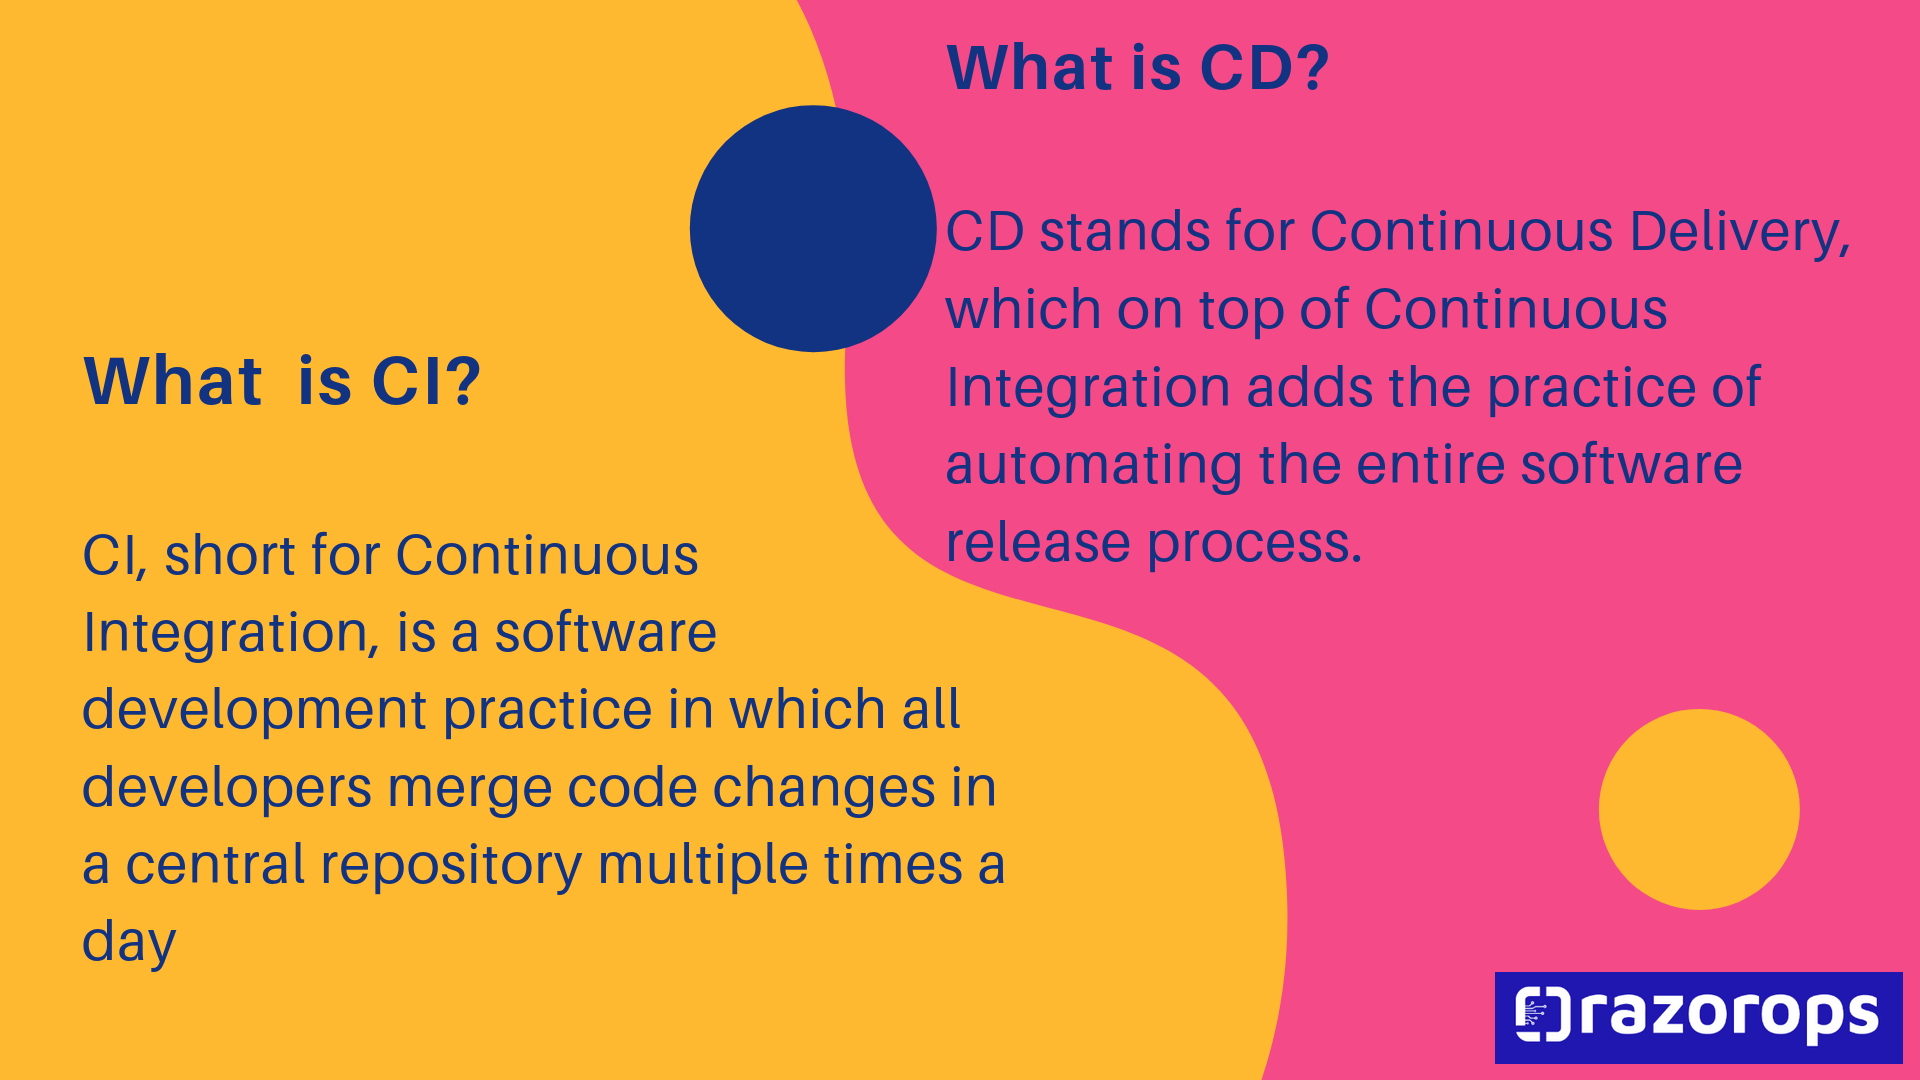 What is CI?
CI, short for Continuous
Integration, is a software
development practice in which all
developers merge code changes in
a central repository multiple times a
day
What is CD?
CD stands for Continuous Delivery,
which on top of Continuous
Integration adds the practice of
automating the entire software
release process.
razorops